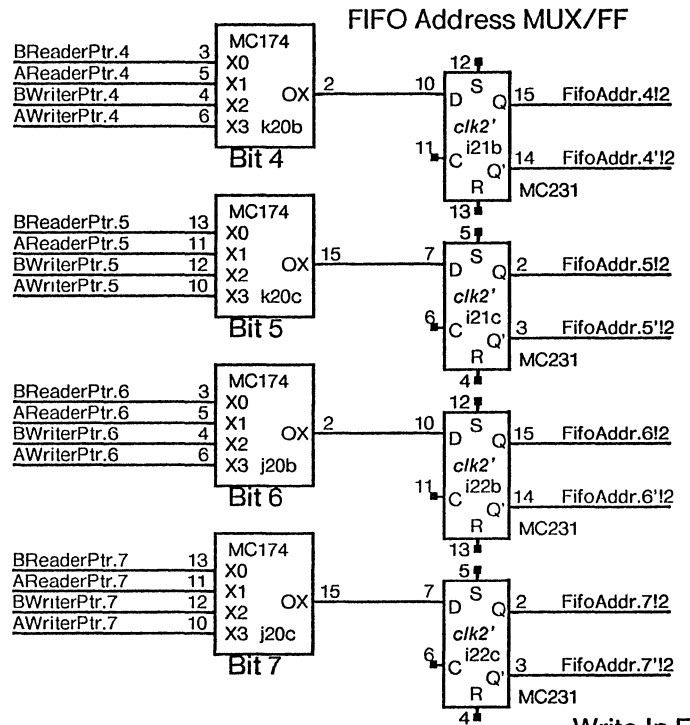 FIFO Address MUX/FF
BReaderPtr.4 3 MC174
AReaderPtr.4 5 X0
BWriterPtr.4 4 X1
AWriterPtr.4 6 X2 OX 2
X3 k20b
Bit 4
12
10 D S Q 15 FifoAddr.4!2
clk2'
11 C i21b
Q' 14 FifoAddr.4'!2
R MC231
13
BReaderPtr.5 13 MC174
AReaderPtr.5 11 X0
BWriterPtr.5 12 X1
AWriterPtr.5 10 X2 OX 15
X3 k20c
Bit 5
5
7 D S Q 2 FifoAddr.5!2
clk2'
6 C i21c
Q' 3 FifoAddr.5'!2
R MC231
4
BReaderPtr.6 3 MC174
AReaderPtr.6 5 X0
BWriterPtr.6 4 X1
AWriterPtr.6 6 X2 OX 2
X3 j20b
Bit 6
12
10 D S Q 15 FifoAddr.6!2
clk2'
11 C i22b
Q' 14 FifoAddr.6'!2
R MC231
13
BReaderPtr.7 13 MC174
AReaderPtr.7 11 X0
BWriterPtr.7 12 X1
AWriterPtr.7 10 X2 OX 15
X3 j20c
Bit 7
5
7 D S Q 2 FifoAddr.7!2
clk2'
6 C i22c
Q' 3 FifoAddr.7'!2
R MC231
4